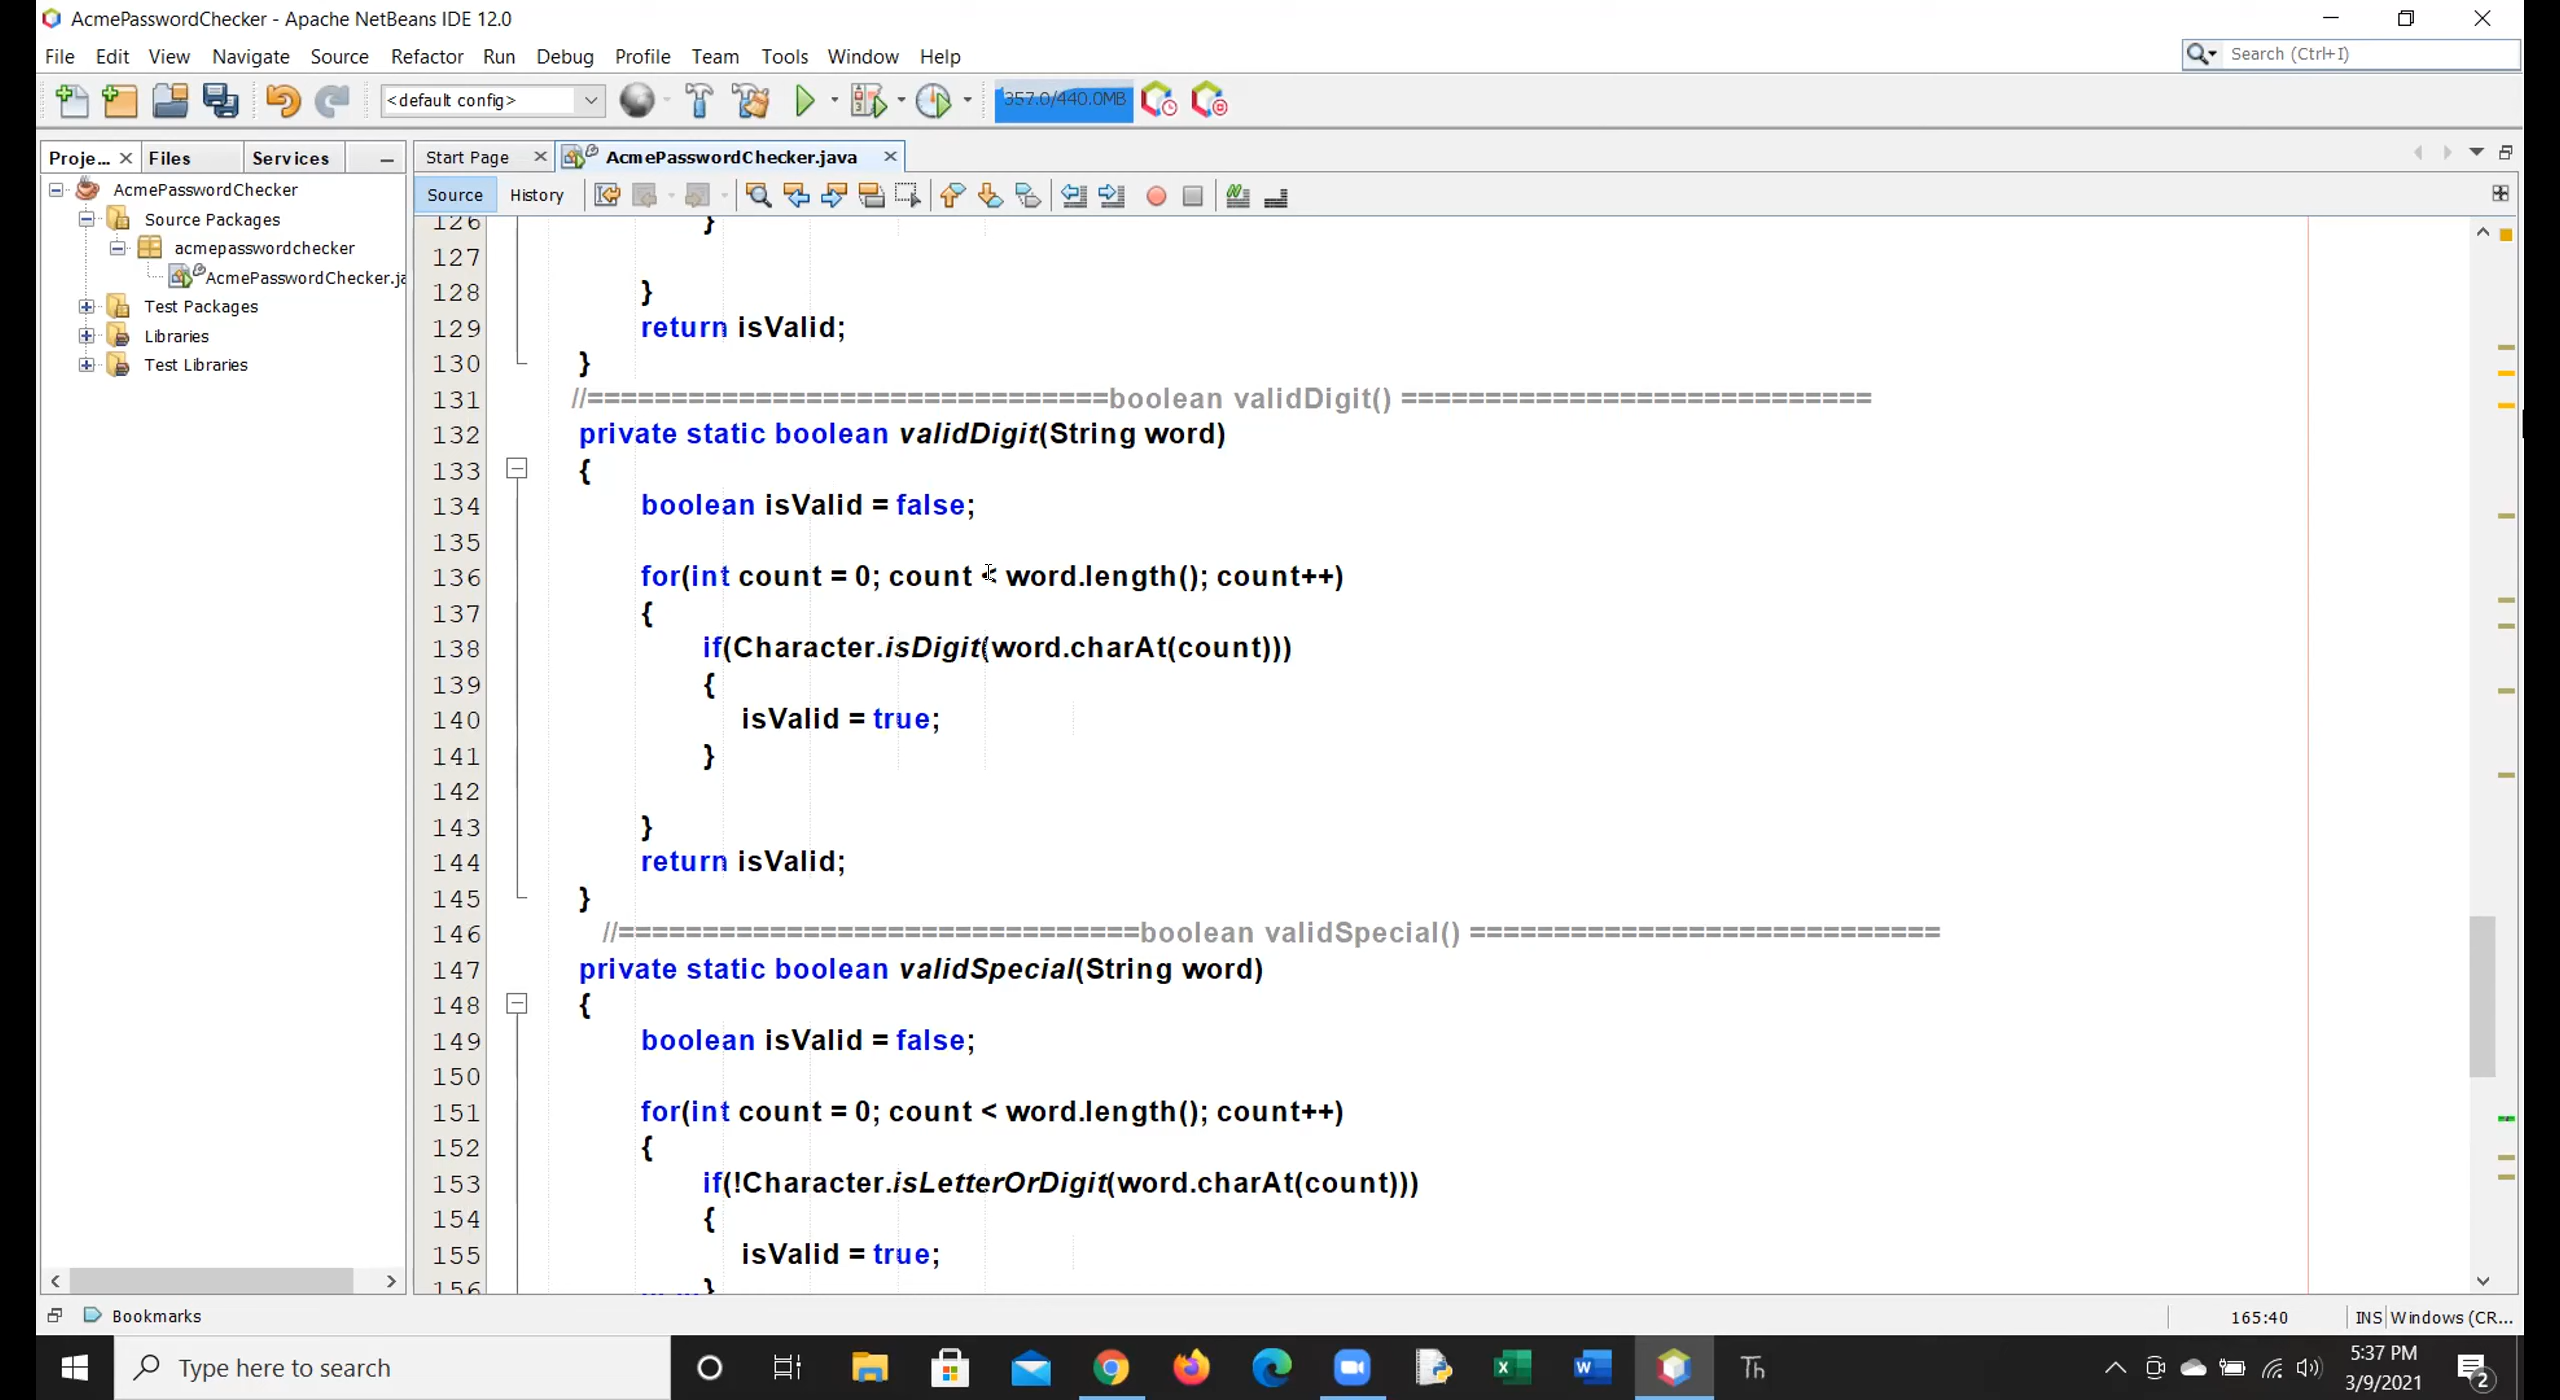 AcmePasswordChecker - Apache NetBeans IDE 12.0
File Edit View Navigate Source Refactor Run Debug Profile Team Tools Window Help
Search (Ctrl+I)
<default config>
357.0/440.0MB
Proje... Files Services
Start Page AcmePasswordChecker.java
Source History
AcmePasswordChecker
Source Packages
acmepasswordchecker
AcmePasswordChecker.ja
Test Packages
Libraries
Test Libraries
126 }
127
128 }
129 return isValid;
130 }
131 //===============================boolean validDigit() ============================
132 private static boolean validDigit(String word)
133 {
134 boolean isValid = false;
135
136 for(int count = 0; count < word.length(); count++)
137 {
138 if(Character.isDigit(word.charAt(count)))
139 {
140 isValid = true;
141 }
142
143 }
144 return isValid;
145 }
146 //===============================boolean validSpecial() ============================
147 private static boolean validSpecial(String word)
148 {
149 boolean isValid = false;
150
151 for(int count = 0; count < word.length(); count++)
152 {
153 if(!Character.isLetterOrDigit(word.charAt(count)))
154 {
155 isValid = true;
156 }
Bookmarks
165:40 INS Windows (CR...
Type here to search
Th
5:37 PM
3/9/2021
2